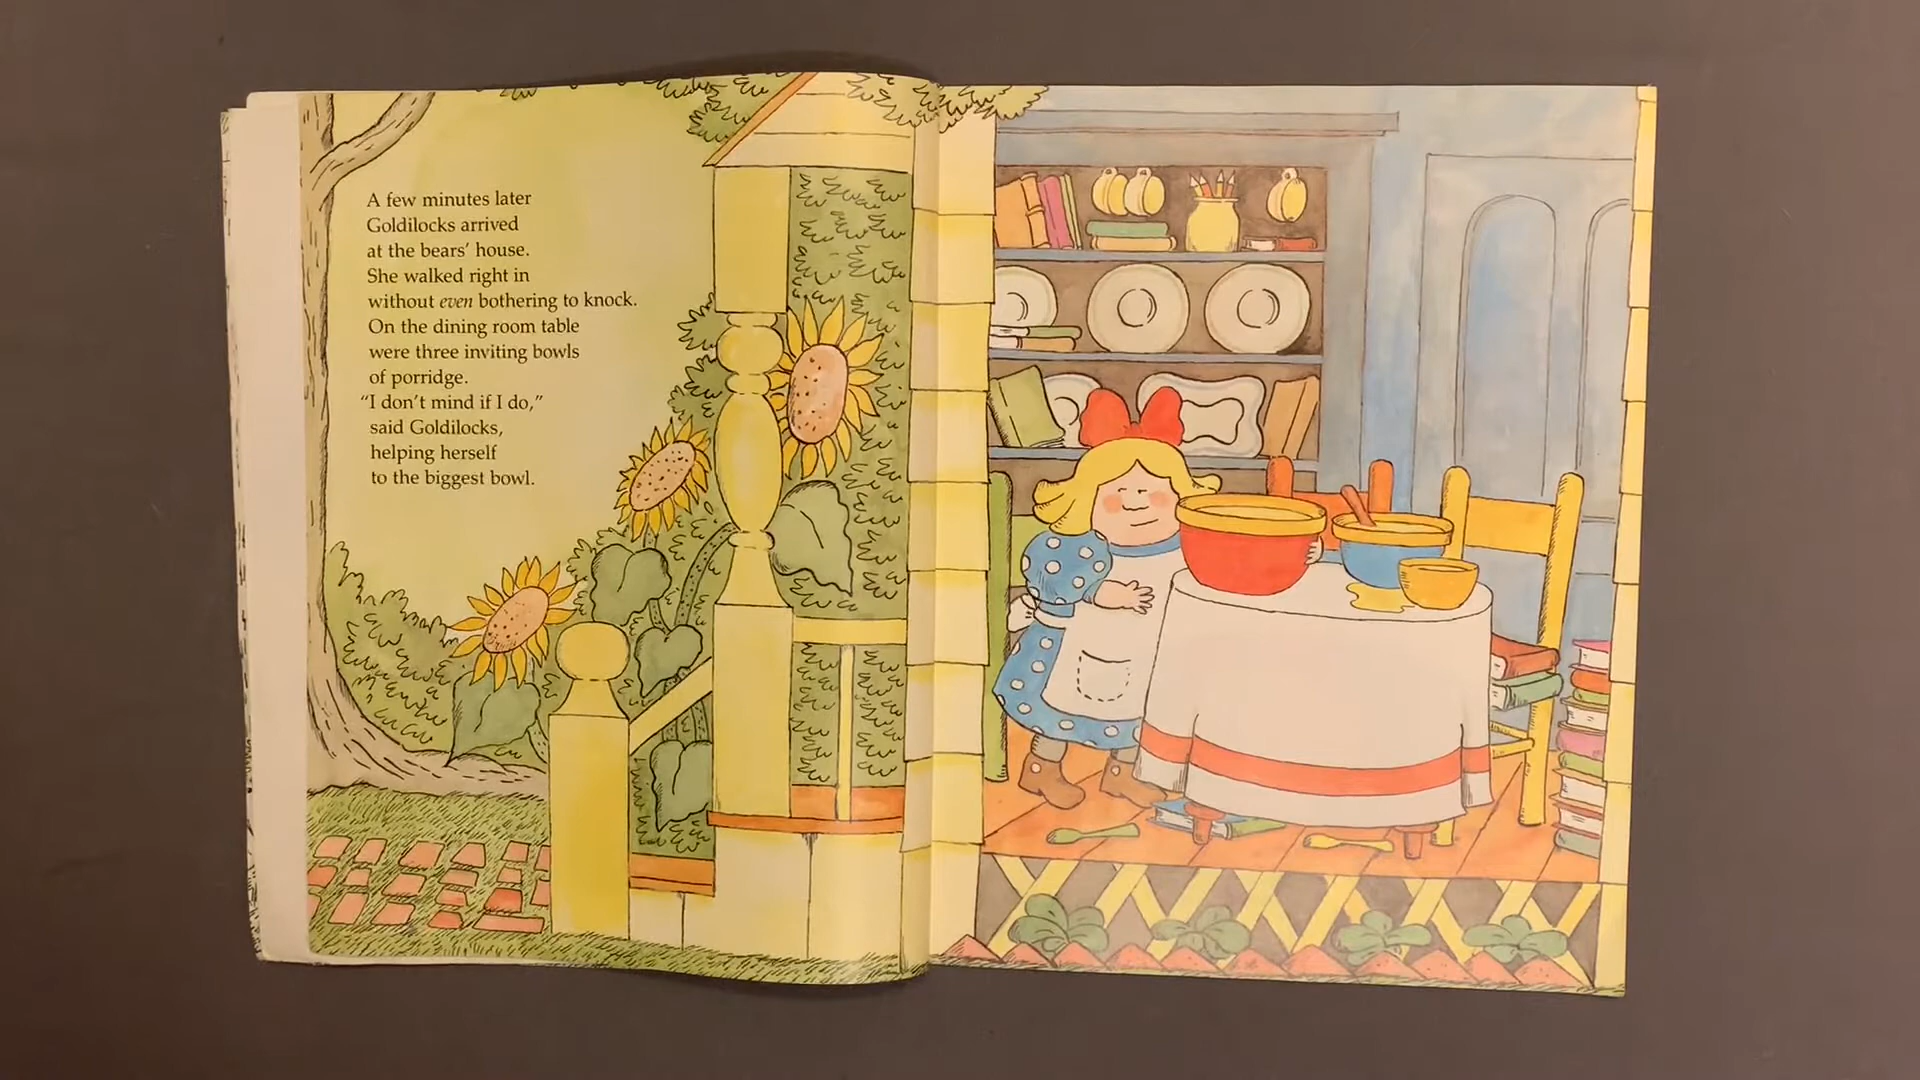 A few minutes later
Goldilocks arrived
at the bears' house.
She walked right in
without even bothering to knock.
On the dining room table
were three inviting bowls
of porridge.
“I don't mind if I do,”
said Goldilocks,
helping herself
to the biggest bowl.